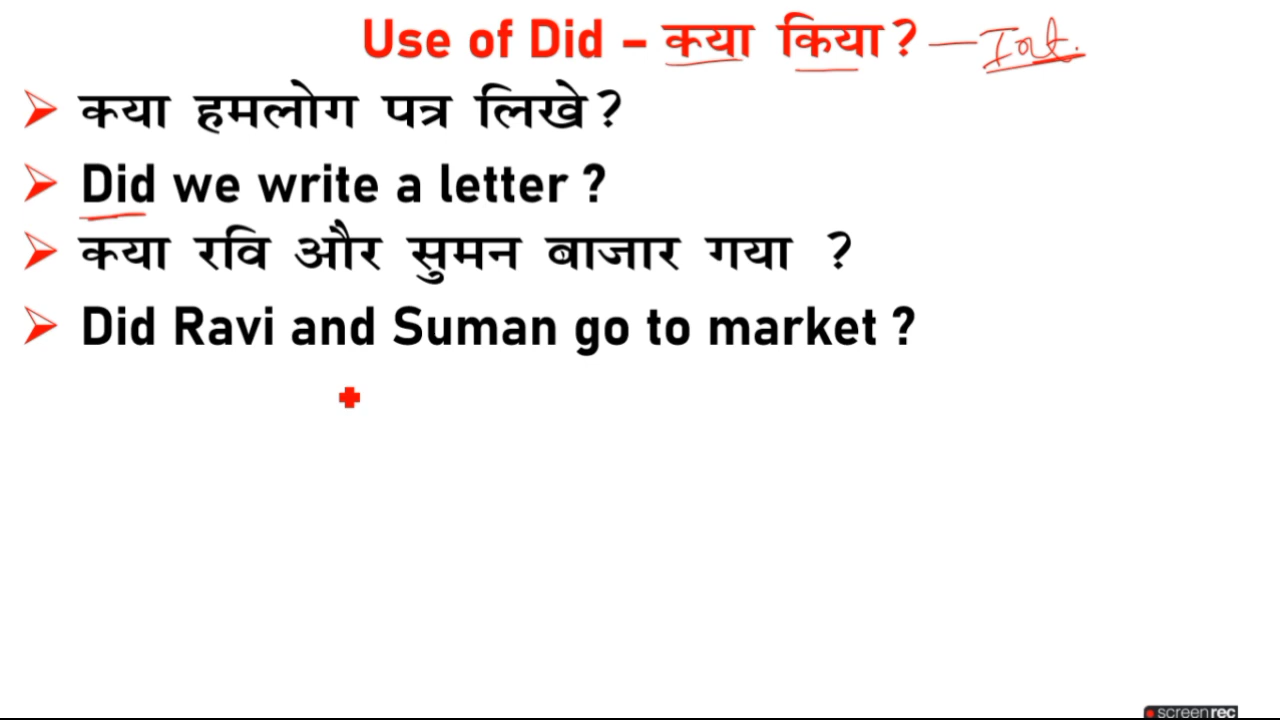 Use of Did – क्या किया? — Int.
➢ क्या हमलोग पत्र लिखे?
➢ Did we write a letter ?
➢ क्या रवि और सुमन बाजार गया ?
➢ Did Ravi and Suman go to market ?
screenrec